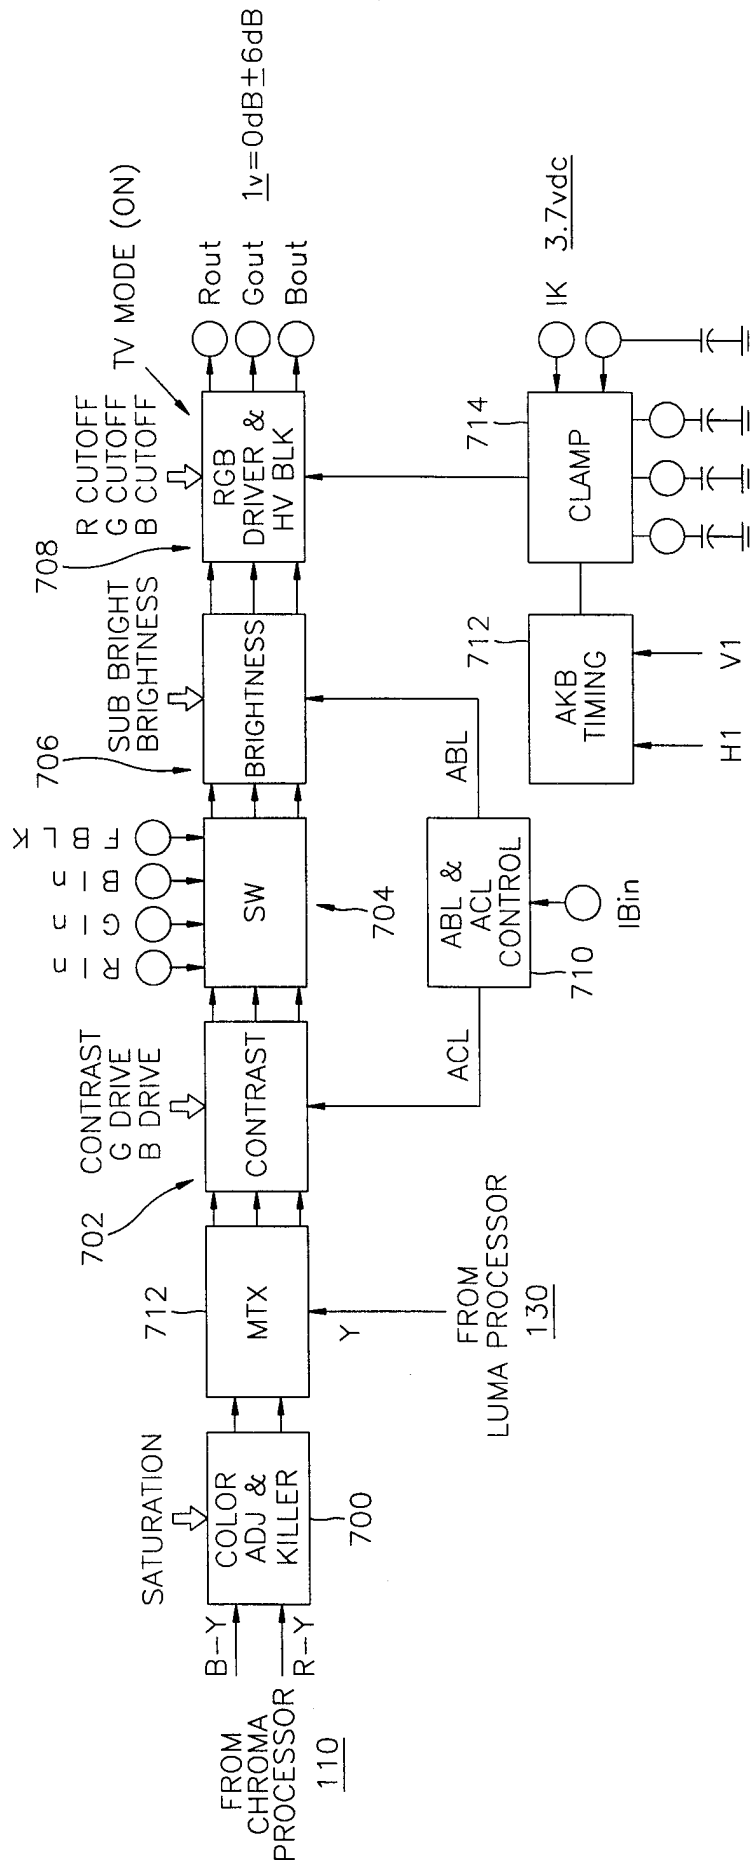 FROM
CHROMA
PROCESSOR
110
B-Y
R-Y
SATURATION
COLOR
ADJ &
KILLER
700
712
MTX
Y
FROM
LUMA PROCESSOR
130
702
CONTRAST
G DRIVE
B DRIVE
CONTRAST
ACL
Rin
Gin
Bin
FBLK
SW
704
ABL &
ACL
CONTROL
710
IBin
ABL
706
SUB BRIGHT
BRIGHTNESS
BRIGHTNESS
708
R CUTOFF
G CUTOFF
B CUTOFF
TV MODE (ON)
RGB
DRIVER &
HV BLK
Rout
Gout
Bout
1v=0dB±6dB
712
AKB
TIMING
H1
V1
714
CLAMP
IK
3.7vdc